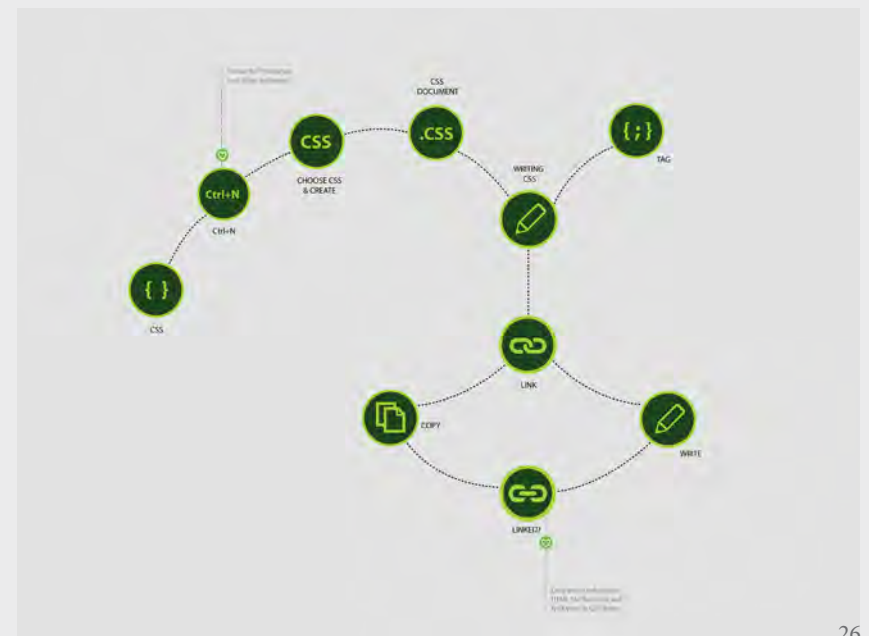 CSS
DOCUMENT
.CSS
{;}
TAG
CSS
CHOOSE CSS
& CREATE
WRITING
CSS
Ctrl+N
Ctrl+N
{ }
CSS
LINK
COPY
WRITE
LINKED?
26